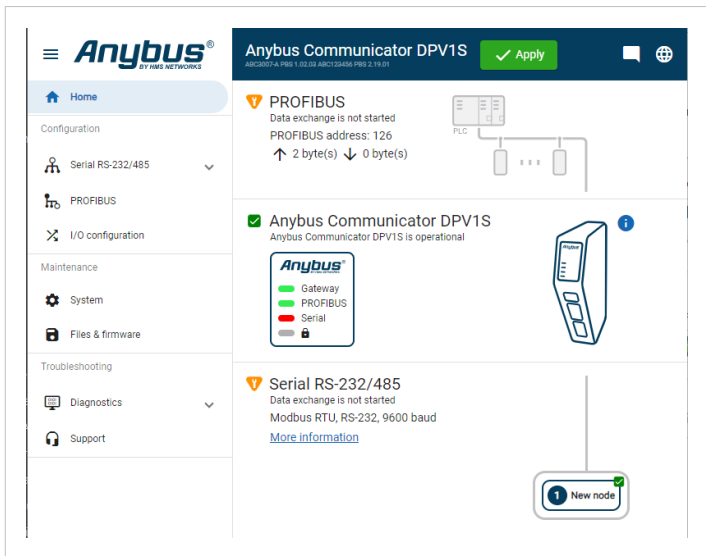 Anybus®
BY HMS NETWORKS
Anybus Communicator DPV1S
ABC3007-A PBS 1.02.03 ABC123456 PBS 2.19.01
Apply
Home
Configuration
Serial RS-232/485
PROFIBUS
I/O configuration
Maintenance
System
Files & firmware
Troubleshooting
Diagnostics
Support
PROFIBUS
Data exchange is not started
PROFIBUS address: 126
↑ 2 byte(s) ↓ 0 byte(s)
PLC
Anybus Communicator DPV1S
Anybus Communicator DPV1S is operational
Anybus®
BY HMS NETWORKS
Gateway
PROFIBUS
Serial
Anybus
Serial RS-232/485
Data exchange is not started
Modbus RTU, RS-232, 9600 baud
More information
1 New node